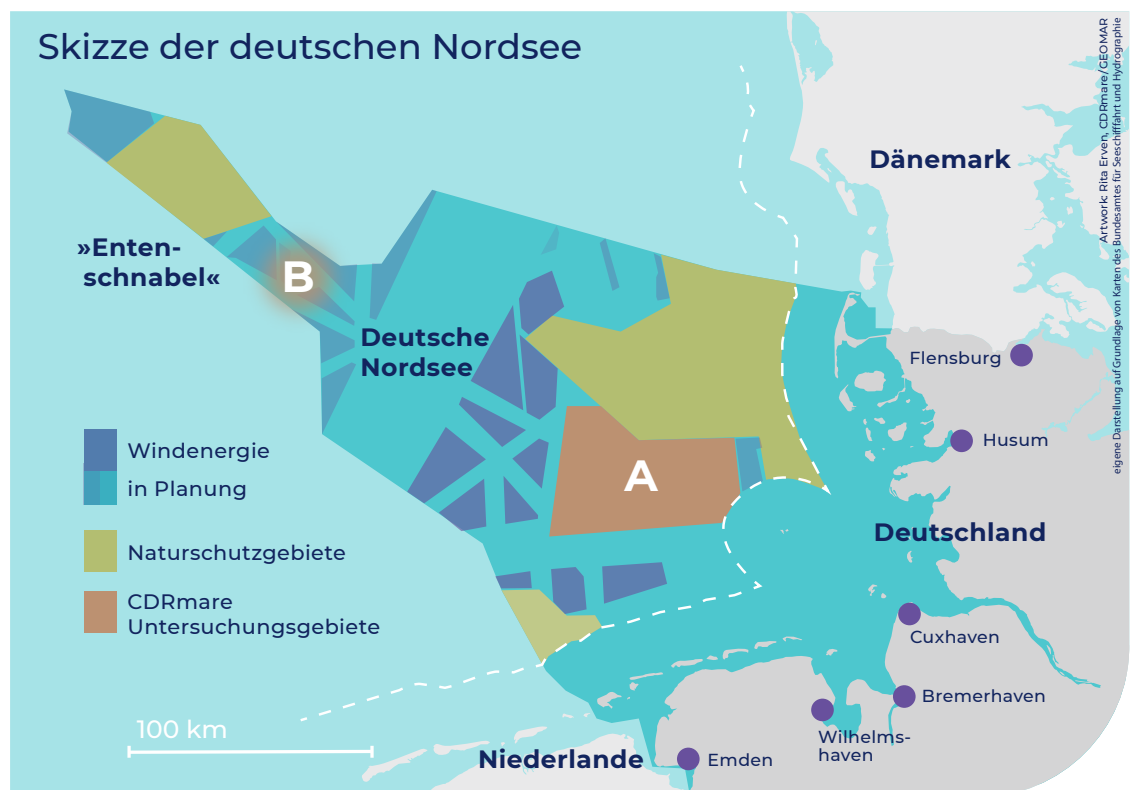 Skizze der deutschen Nordsee
Artwork: Rita Erven, CDRmare/GEOMAR
eigene Darstellung auf Grundlage von Karten des Bundesamtes für Seeschifffahrt und Hydrographie
Dänemark
»Enten-
schnabel«
B
Deutsche
Nordsee
Flensburg
Husum
Windenergie
in Planung
A
Deutschland
Naturschutzgebiete
CDRmare
Untersuchungsgebiete
Cuxhaven
Bremerhaven
100 km
Wilhelms-
haven
Niederlande
Emden